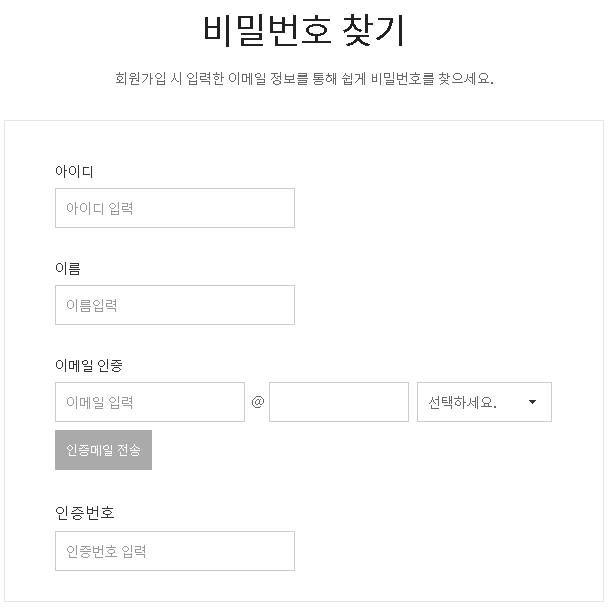 비밀번호 찾기
회원가입 시 입력한 이메일 정보를 통해 쉽게 비밀번호를 찾으세요.
아이디
아이디 입력
이름
이름입력
이메일 인증
이메일 입력 @ 선택하세요.
인증메일 전송
인증번호
인증번호 입력